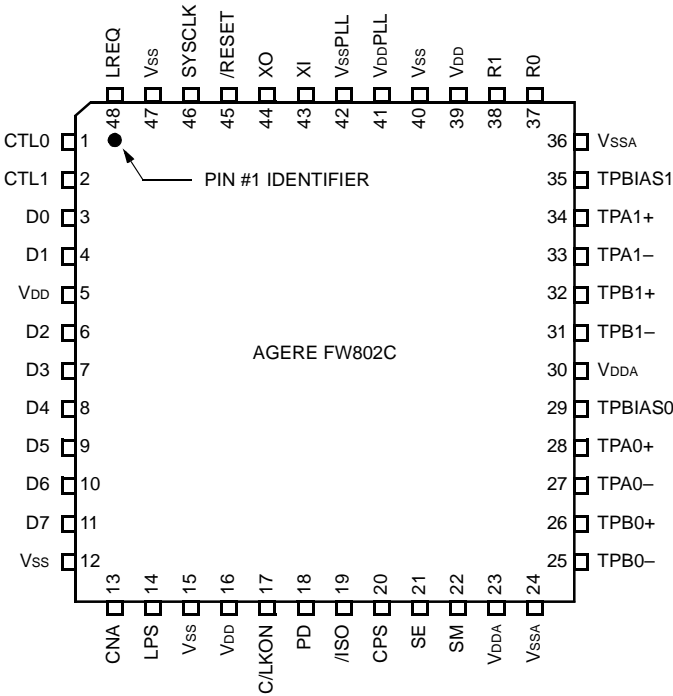 LREQ
VSS
SYSCLK
/RESET
XO
XI
VSSPLL
VDDPLL
VSS
VDD
R1
R0
48
47
46
45
44
43
42
41
40
39
38
37
CTL0 1
CTL1 2
D0 3
D1 4
VDD 5
D2 6
D3 7
D4 8
D5 9
D6 10
D7 11
VSS 12
PIN #1 IDENTIFIER
AGERE FW802C
36 VSSA
35 TPBIAS1
34 TPA1+
33 TPA1–
32 TPB1+
31 TPB1–
30 VDDA
29 TPBIAS0
28 TPA0+
27 TPA0–
26 TPB0+
25 TPB0–
13
14
15
16
17
18
19
20
21
22
23
24
CNA
LPS
VSS
VDD
C/LKON
PD
/ISO
CPS
SE
SM
VDDA
VSSA